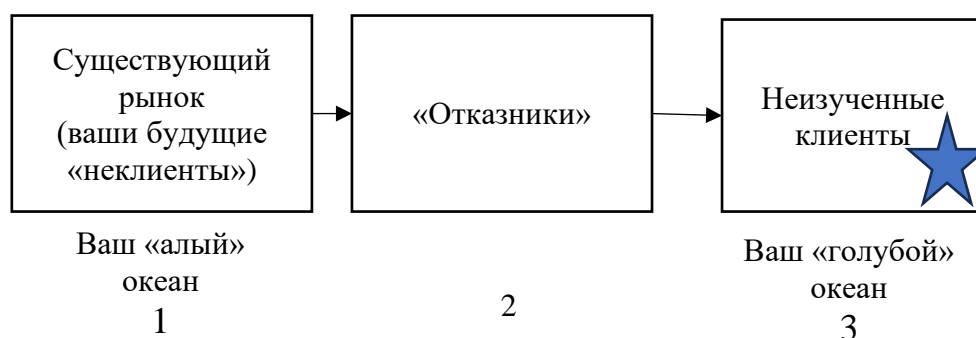 Существующий
рынок
(ваши будущие
«неклиенты»)
«Отказники»
Неизученные
клиенты
Ваш «алый»
океан
1
2
Ваш «голубой»
океан
3